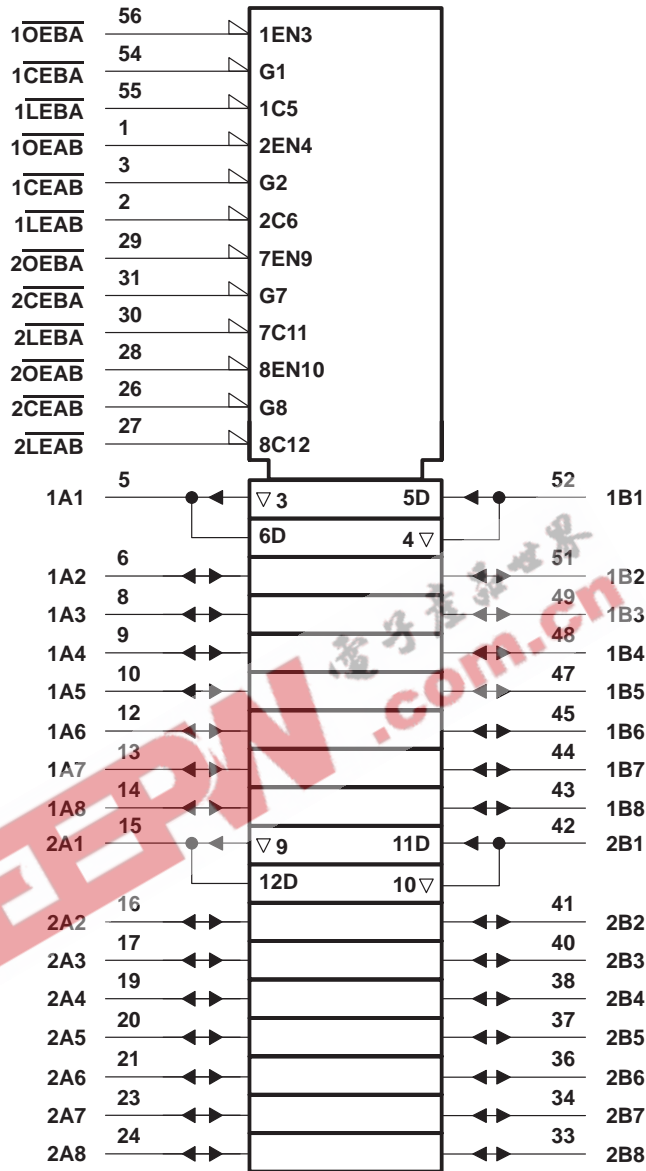 1OEBA 56 1EN3
1CEBA 54 G1
1LEBA 55 1C5
1OEAB 1 2EN4
1CEAB 3 G2
1LEAB 2 2C6
2OEBA 29 7EN9
2CEBA 31 G7
2LEBA 30 7C11
2OEAB 28 8EN10
2CEAB 26 G8
2LEAB 27 8C12
1A1 5 ▽ 3 5D 52 1B1
6D 4 ▽
1A2 6 51 1B2
1A3 8 49 1B3
1A4 9 48 1B4
1A5 10 47 1B5
1A6 12 45 1B6
1A7 13 44 1B7
1A8 14 43 1B8
2A1 15 ▽ 9 11D 42 2B1
12D 10 ▽
2A2 16 41 2B2
2A3 17 40 2B3
2A4 19 38 2B4
2A5 20 37 2B5
2A6 21 36 2B6
2A7 23 34 2B7
2A8 24 33 2B8
EEPW.com.cn
電子產品世界